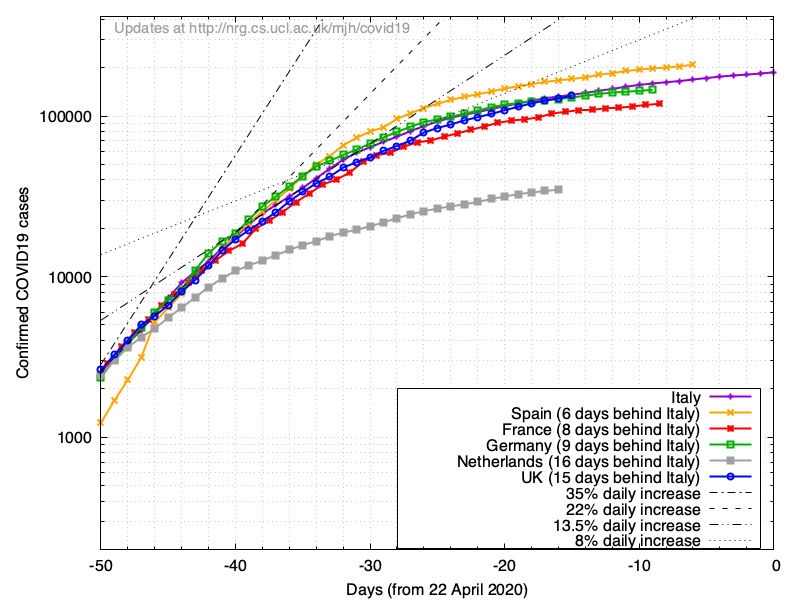 Updates at http://nrg.cs.ucl.ac.uk/mjh/covid19
100000
10000
1000
Confirmed COVID19 cases
Italy
Spain (6 days behind Italy)
France (8 days behind Italy)
Germany (9 days behind Italy)
Netherlands (16 days behind Italy)
UK (15 days behind Italy)
35% daily increase
22% daily increase
13.5% daily increase
8% daily increase
-50 -40 -30 -20 -10 0
Days (from 22 April 2020)